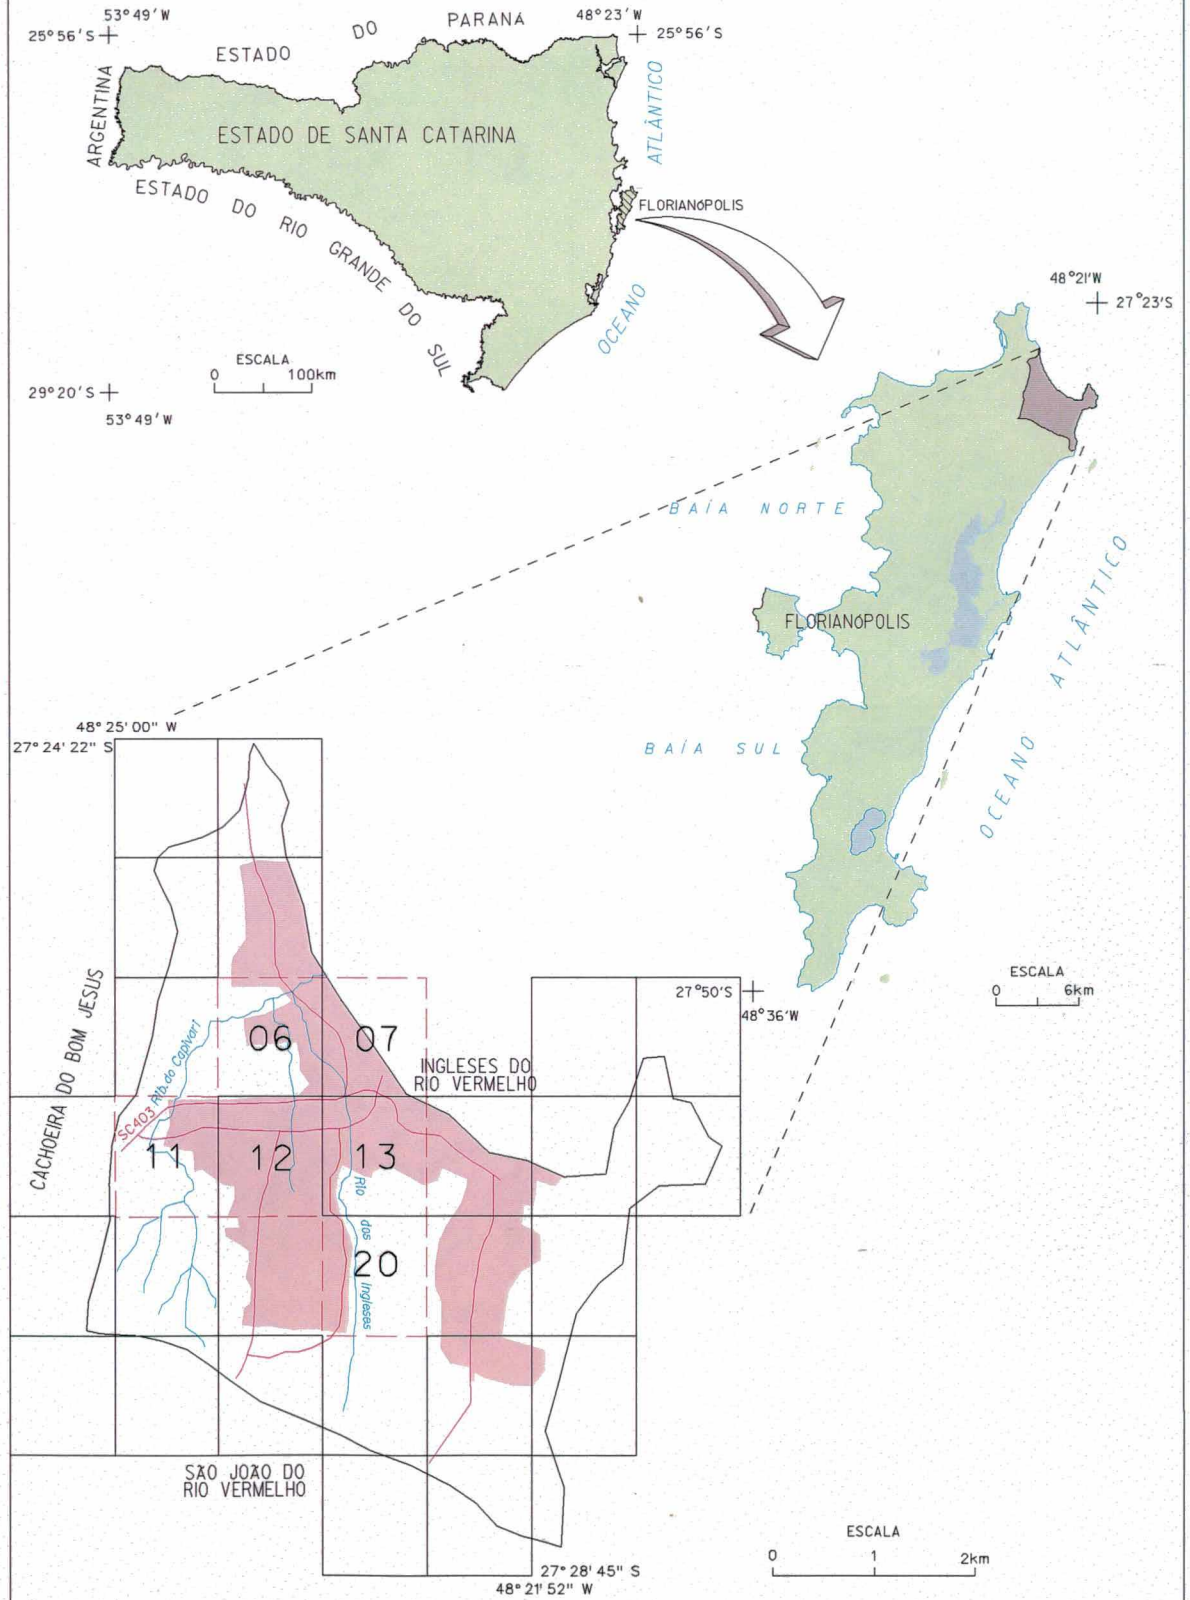 53°49'W
48°23'W
25°56'S
25°56'S
ESTADO DO PARANÁ
ARGENTINA
ESTADO DE SANTA CATARINA
ESTADO DO RIO GRANDE DO SUL
OCEANO ATLÂNTICO
FLORIANÓPOLIS
ESCALA
0 100km
29°20'S
53°49'W
48°21'W
27°23'S
BAÍA NORTE
FLORIANÓPOLIS
BAÍA SUL
OCEANO ATLÂNTICO
ESCALA
0 6km
27°50'S
48°36'W
48°25'00" W
27°24'22" S
CACHOEIRA DO BOM JESUS
Rib. do Capivari
SC403
06
07
INGLESES DO
RIO VERMELHO
11
12
13
Rio dos Ingleses
20
SÃO JOÃO DO
RIO VERMELHO
27°28'45" S
48°21'52" W
ESCALA
0 1 2km